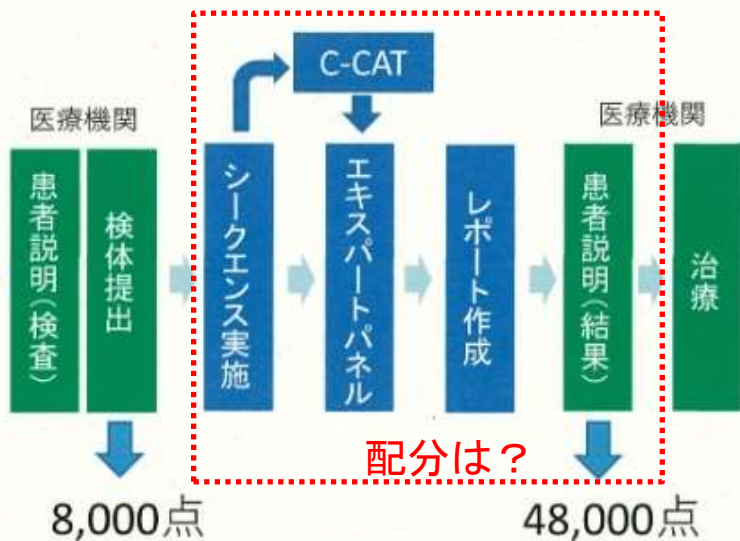 C-CAT
医療機関
医療機関
患者説明(検査)
検体提出
シークエンス実施
エキスパートパネル
レポート作成
患者説明(結果)
治療
配分は？
8,000点
48,000点